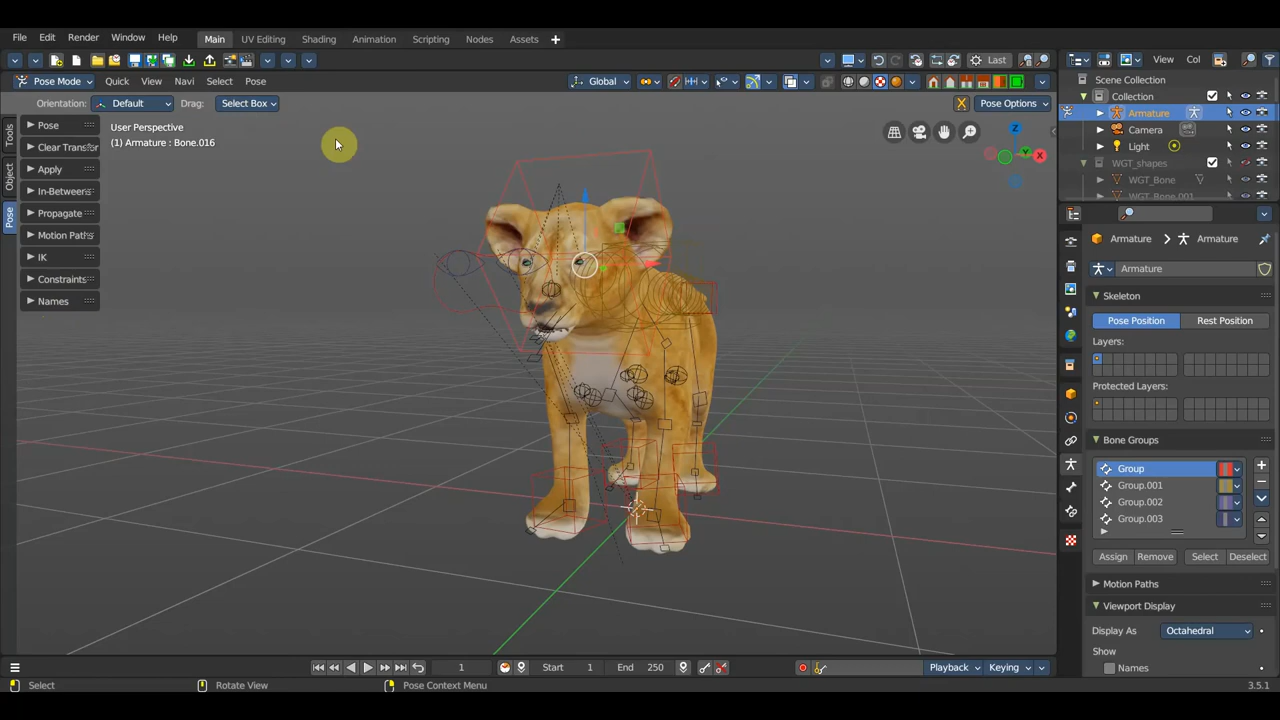 File Edit Render Window Help Main UV Editing Shading Animation Scripting Nodes Assets
Last View Col
Pose Mode Quick View Navi Select Pose Global
Scene Collection
Collection
Orientation: Default Drag: Select Box Pose Options
Armature
Camera
Light
WGT_shapes
WGT_Bone
WGT_Bone.001
Tools
Object
Pose
Pose
Clear Transfor
Apply
In-Betweens
Propagate
Motion Paths
IK
Constraints
Names
User Perspective
(1) Armature : Bone.016
Z
Y
X
Armature Armature
Armature
Skeleton
Pose Position Rest Position
Layers:
Protected Layers:
Bone Groups
Group
Group.001
Group.002
Group.003
Assign Remove Select Deselect
Motion Paths
Viewport Display
Display As Octahedral
Show
Names
1 Start 1 End 250 Playback Keying
Select Rotate View Pose Context Menu 3.5.1